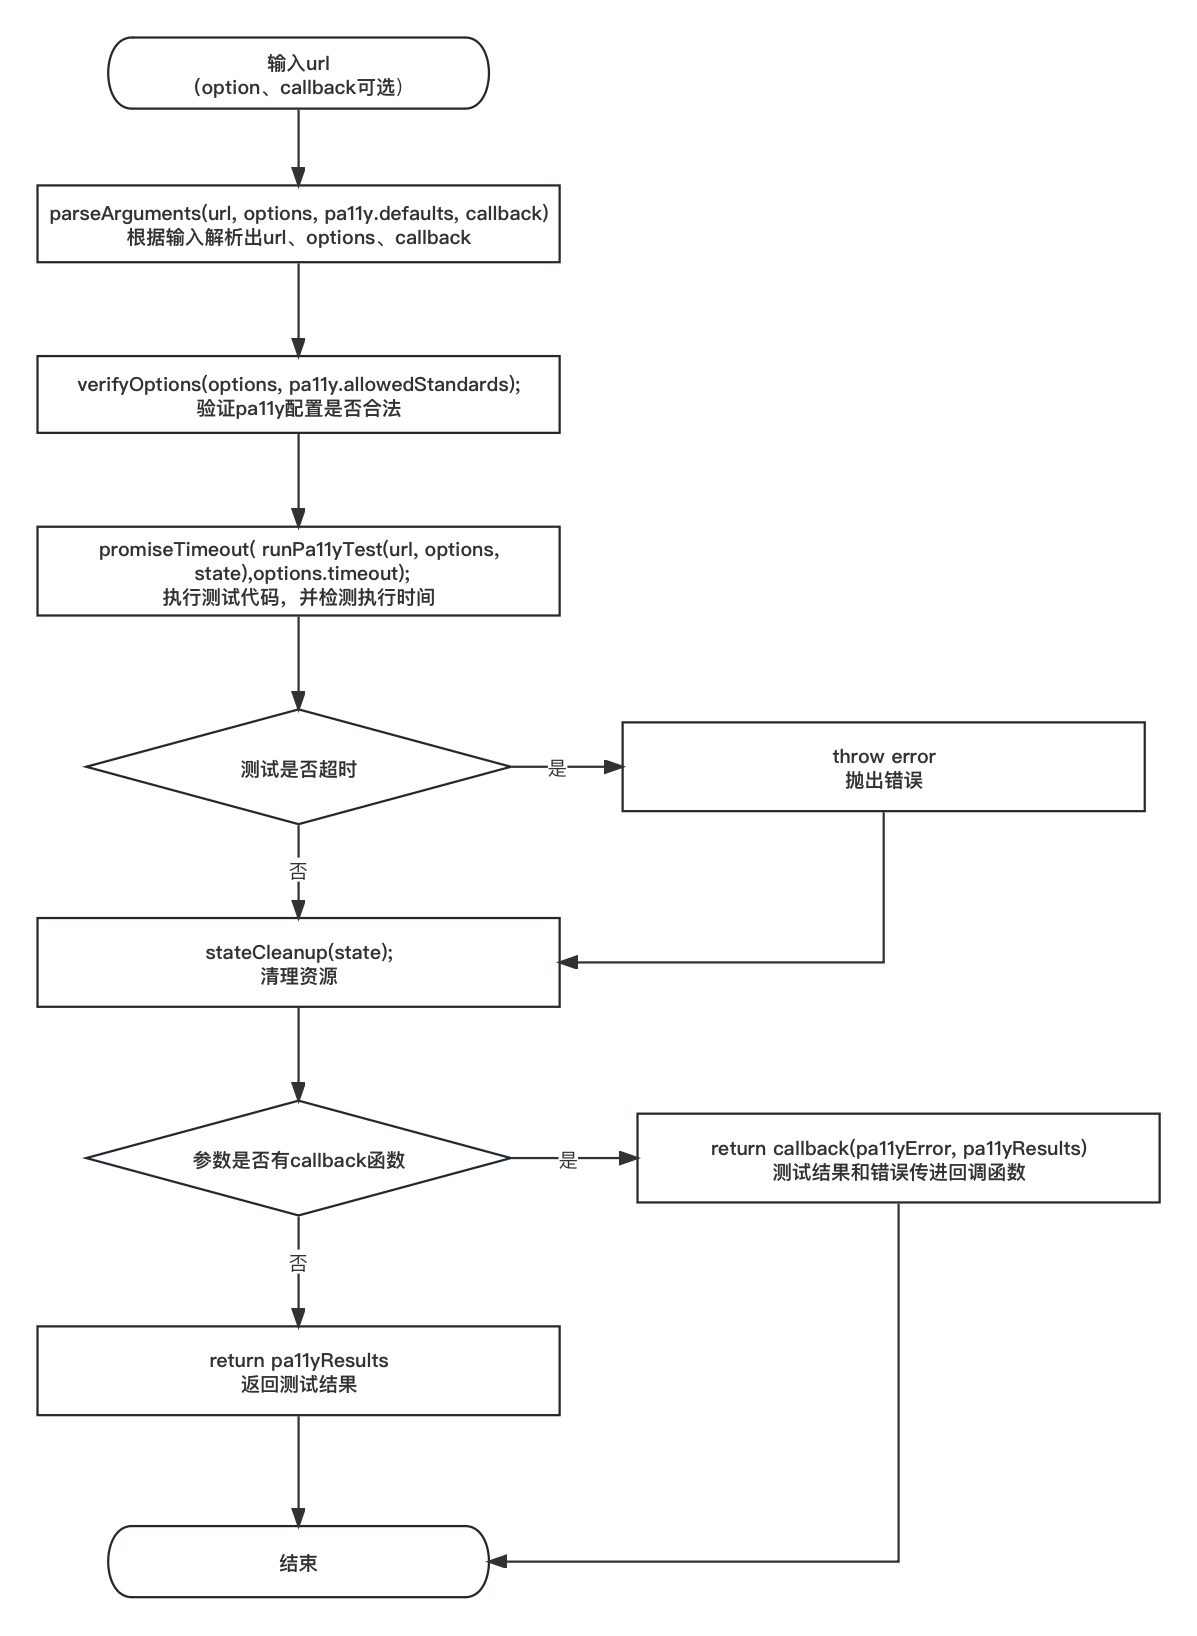 输入url
（option、callback可选）
parseArguments(url, options, pa11y.defaults, callback)
根据输入解析出url、options、callback
verifyOptions(options, pa11y.allowedStandards);
验证pa11y配置是否合法
promiseTimeout( runPa11yTest(url, options,
state),options.timeout);
执行测试代码，并检测执行时间
测试是否超时
是
throw error
抛出错误
否
stateCleanup(state);
清理资源
参数是否有callback函数
是
return callback(pa11yError, pa11yResults)
测试结果和错误传进回调函数
否
return pa11yResults
返回测试结果
结束